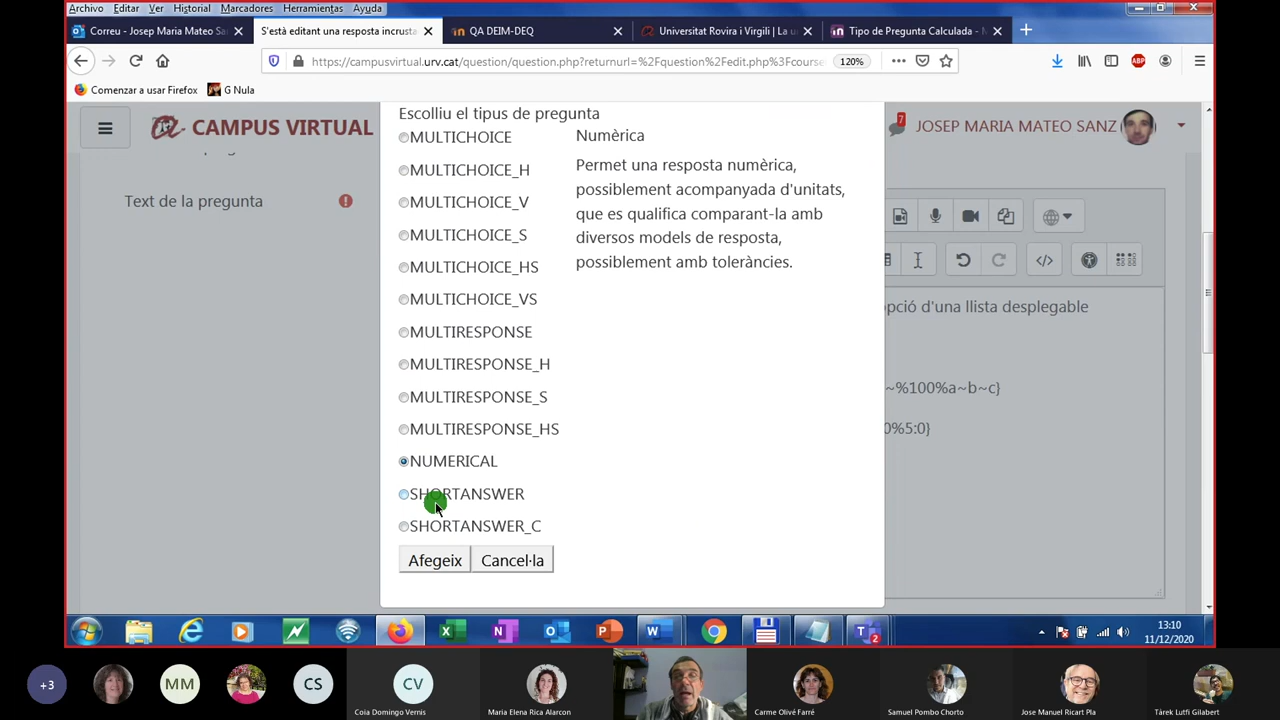 Archivo Editar Ver Historial Marcadores Herramientas Ayuda
Correu - Josep Maria Mateo San
S'està editant una resposta incrusta
QA DEIM-DEQ
Universitat Rovira i Virgili | La u
Tipo de Pregunta Calculada - M
https://campusvirtual.urv.cat/question/question.php?returnurl=%2Fquestion%2Fedit.php%3Fcourse
120%
ABP
Comenzar a usar Firefox
G Nula
CAMPUS VIRTUAL
7
JOSEP MARIA MATEO SANZ
Text de la pregunta
Escolliu el tipus de pregunta
MULTICHOICE
MULTICHOICE_H
MULTICHOICE_V
MULTICHOICE_S
MULTICHOICE_HS
MULTICHOICE_VS
MULTIRESPONSE
MULTIRESPONSE_H
MULTIRESPONSE_S
MULTIRESPONSE_HS
NUMERICAL
SHORTANSWER
SHORTANSWER_C
Afegeix
Cancel·la
Numèrica
Permet una resposta numèrica,
possiblement acompanyada d'unitats,
que es qualifica comparant-la amb
diversos models de resposta,
possiblement amb toleràncies.
opció d'una llista desplegable
~%100%a~b~c}
0%5:0}
13:10
11/12/2020
+3
MM
CS
CV
Coia Domingo Vernis
Maria Elena Rica Alarcon
Carme Olivé Farré
Samuel Pombo Chorto
Jose Manuel Ricart Pla
Tárek Lutfi Gilabert